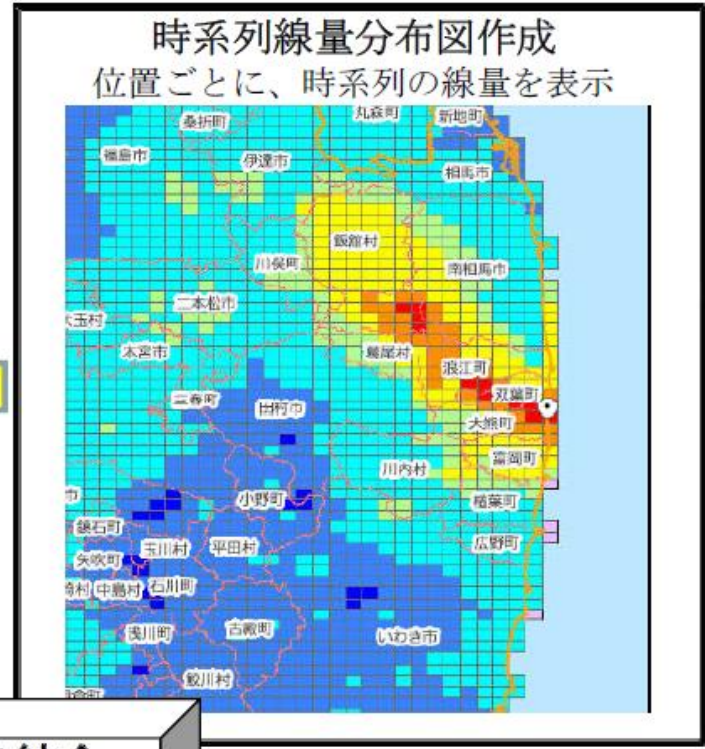 時系列線量分布図作成
位置ごとに、時系列の線量を表示
丸森町
新地町
桑折町
福島市
伊達市
相馬市
飯舘村
川俣町
南相馬市
二本松市
大玉村
本宮市
葛尾村
浪江町
双葉町
三春町
田村市
大熊町
富岡町
川内村
小野町
楢葉町
市
鏡石町
広野町
玉川村
平田村
矢吹町
中島村
石川町
浅川町
古殿町
いわき市
鮫川村